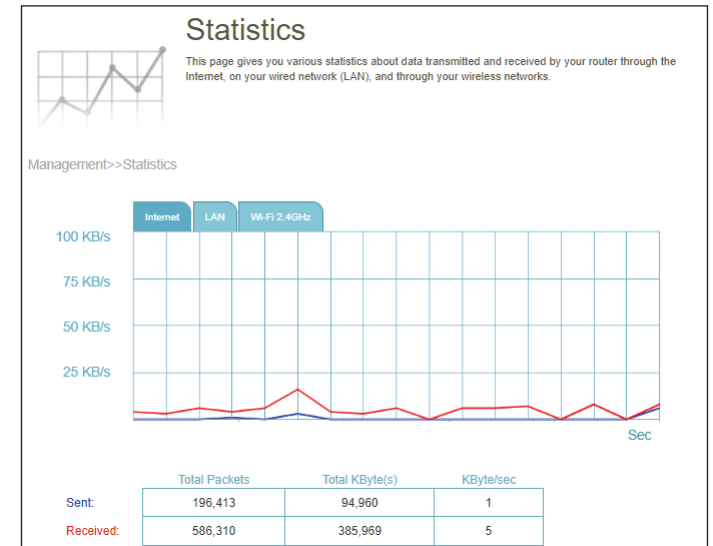 Statistics
This page gives you various statistics about data transmitted and received by your router through the
Internet, on your wired network (LAN), and through your wireless networks.
Management>>Statistics
Internet LAN Wi-Fi 2.4GHz
100 KB/s
75 KB/s
50 KB/s
25 KB/s
Sec
Total Packets Total KByte(s) KByte/sec
Sent: 196,413 94,960 1
Received: 586,310 385,969 5